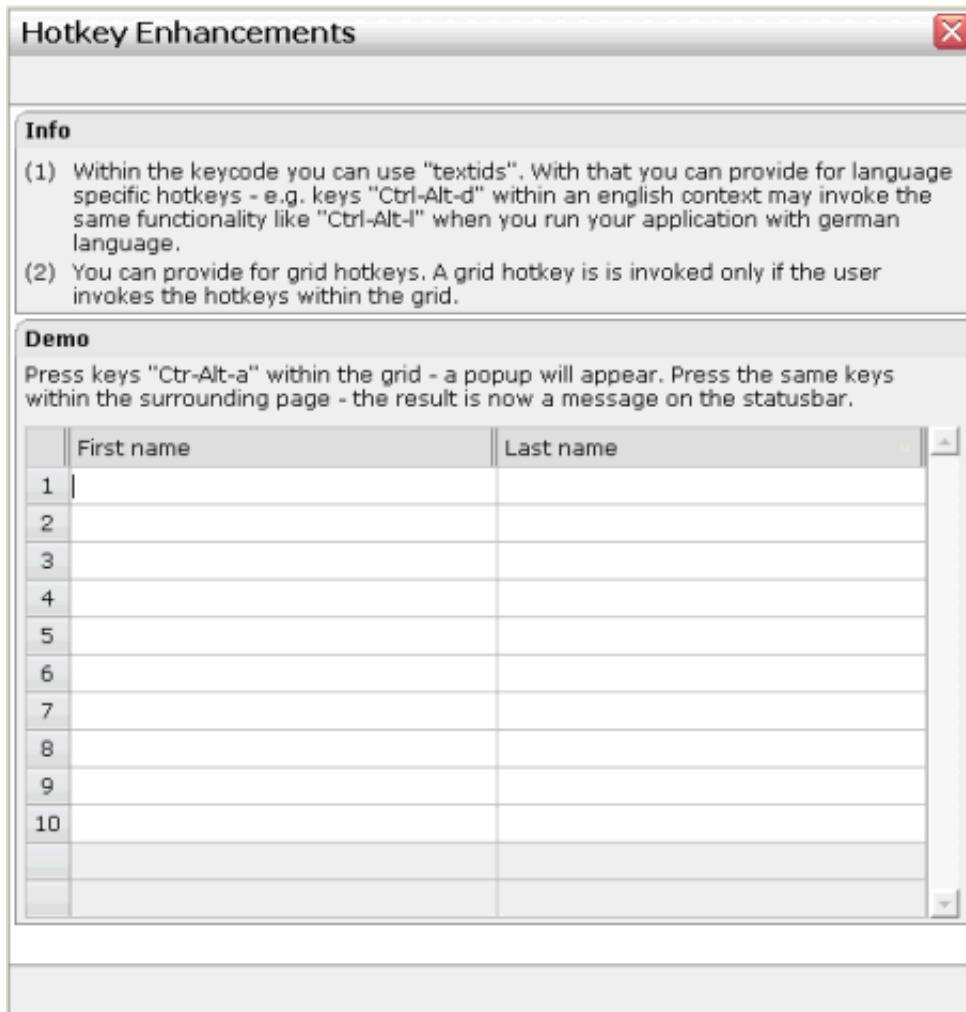 Hotkey Enhancements
Info
(1) Within the keycode you can use "textids". With that you can provide for language
specific hotkeys - e.g. keys "Ctrl-Alt-d" within an english context may invoke the
same functionality like "Ctrl-Alt-l" when you run your application with german
language.
(2) You can provide for grid hotkeys. A grid hotkey is is invoked only if the user
invokes the hotkeys within the grid.
Demo
Press keys "Ctr-Alt-a" within the grid - a popup will appear. Press the same keys
within the surrounding page - the result is now a message on the statusbar.
First name Last name
1
2
3
4
5
6
7
8
9
10